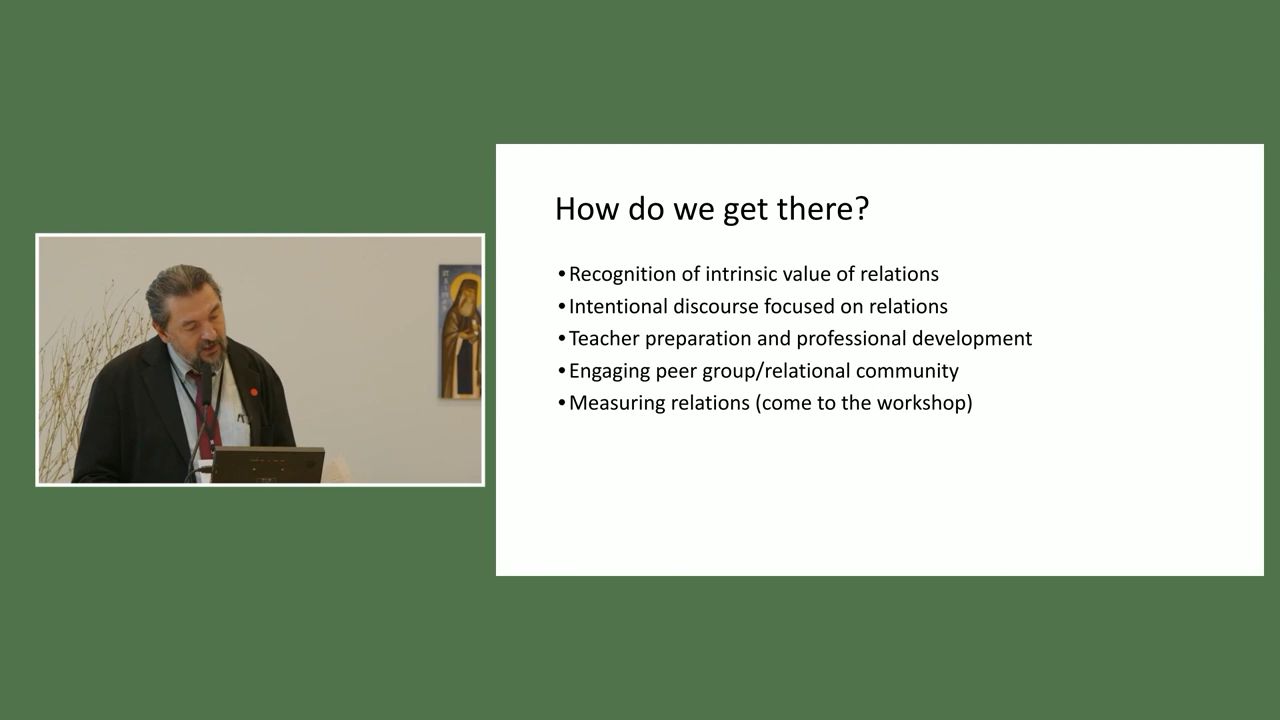 How do we get there?
•Recognition of intrinsic value of relations
•Intentional discourse focused on relations
•Teacher preparation and professional development
•Engaging peer group/relational community
•Measuring relations (come to the workshop)